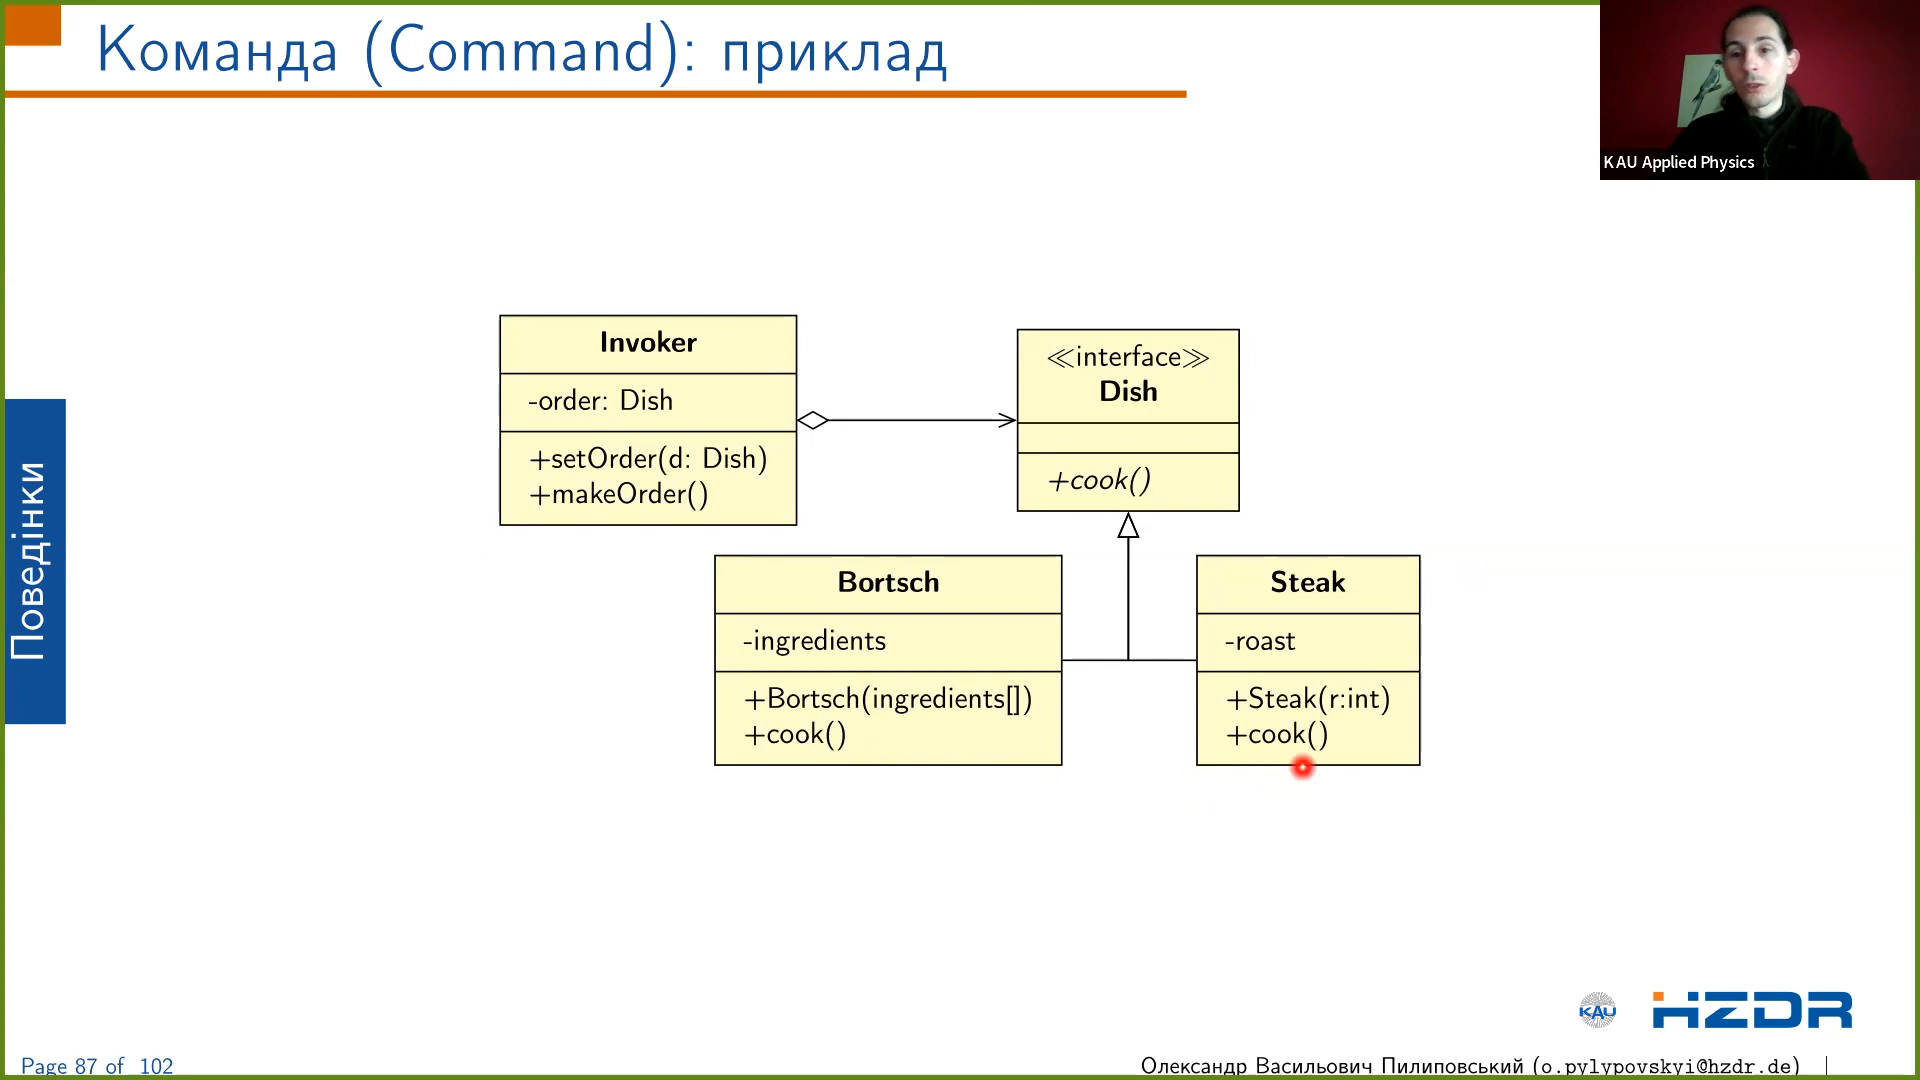 Команда (Command): приклад
KAU Applied Physics
Invoker
-order: Dish
+setOrder(d: Dish)
+makeOrder()
≪interface≫
Dish
+cook()
Поведінки
Bortsch
-ingredients
+Bortsch(ingredients[])
+cook()
Steak
-roast
+Steak(r:int)
+cook()
KAU
HZDR
Page 87 of 102
Олександр Васильович Пилиповський (o.pylypovskyi@hzdr.de)